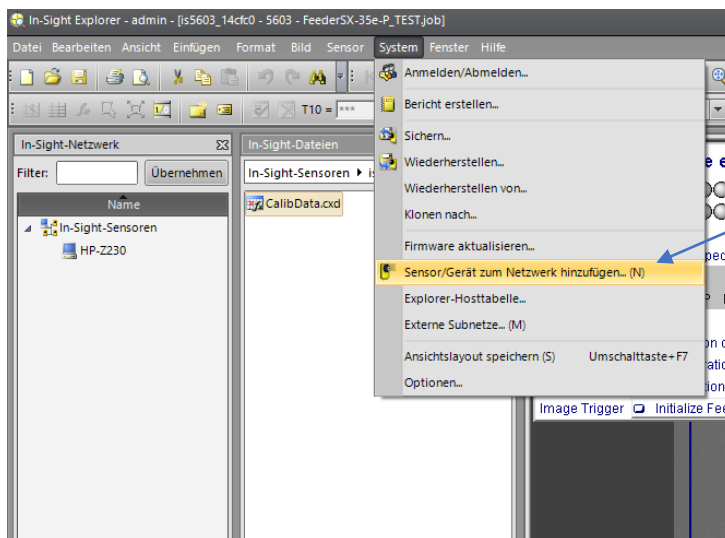 In-Sight Explorer - admin - [is5603_14cfc0 - 5603 - FeederSX-35e-P_TEST.job]
Datei Bearbeiten Ansicht Einfügen Format Bild Sensor System Fenster Hilfe
T10 = ***
In-Sight-Netzwerk
Filter: Übernehmen
Name
In-Sight-Sensoren
HP-Z230
In-Sight-Dateien
In-Sight-Sensoren
CalibData.cxd
Anmelden/Abmelden...
Bericht erstellen...
Sichern...
Wiederherstellen...
Wiederherstellen von...
Klonen nach...
Firmware aktualisieren...
Sensor/Gerät zum Netzwerk hinzufügen... (N)
Explorer-Hosttabelle...
Externe Subnetze... (M)
Ansichtslayout speichern (S) Umschalttaste+F7
Optionen...
Image Trigger Initialize